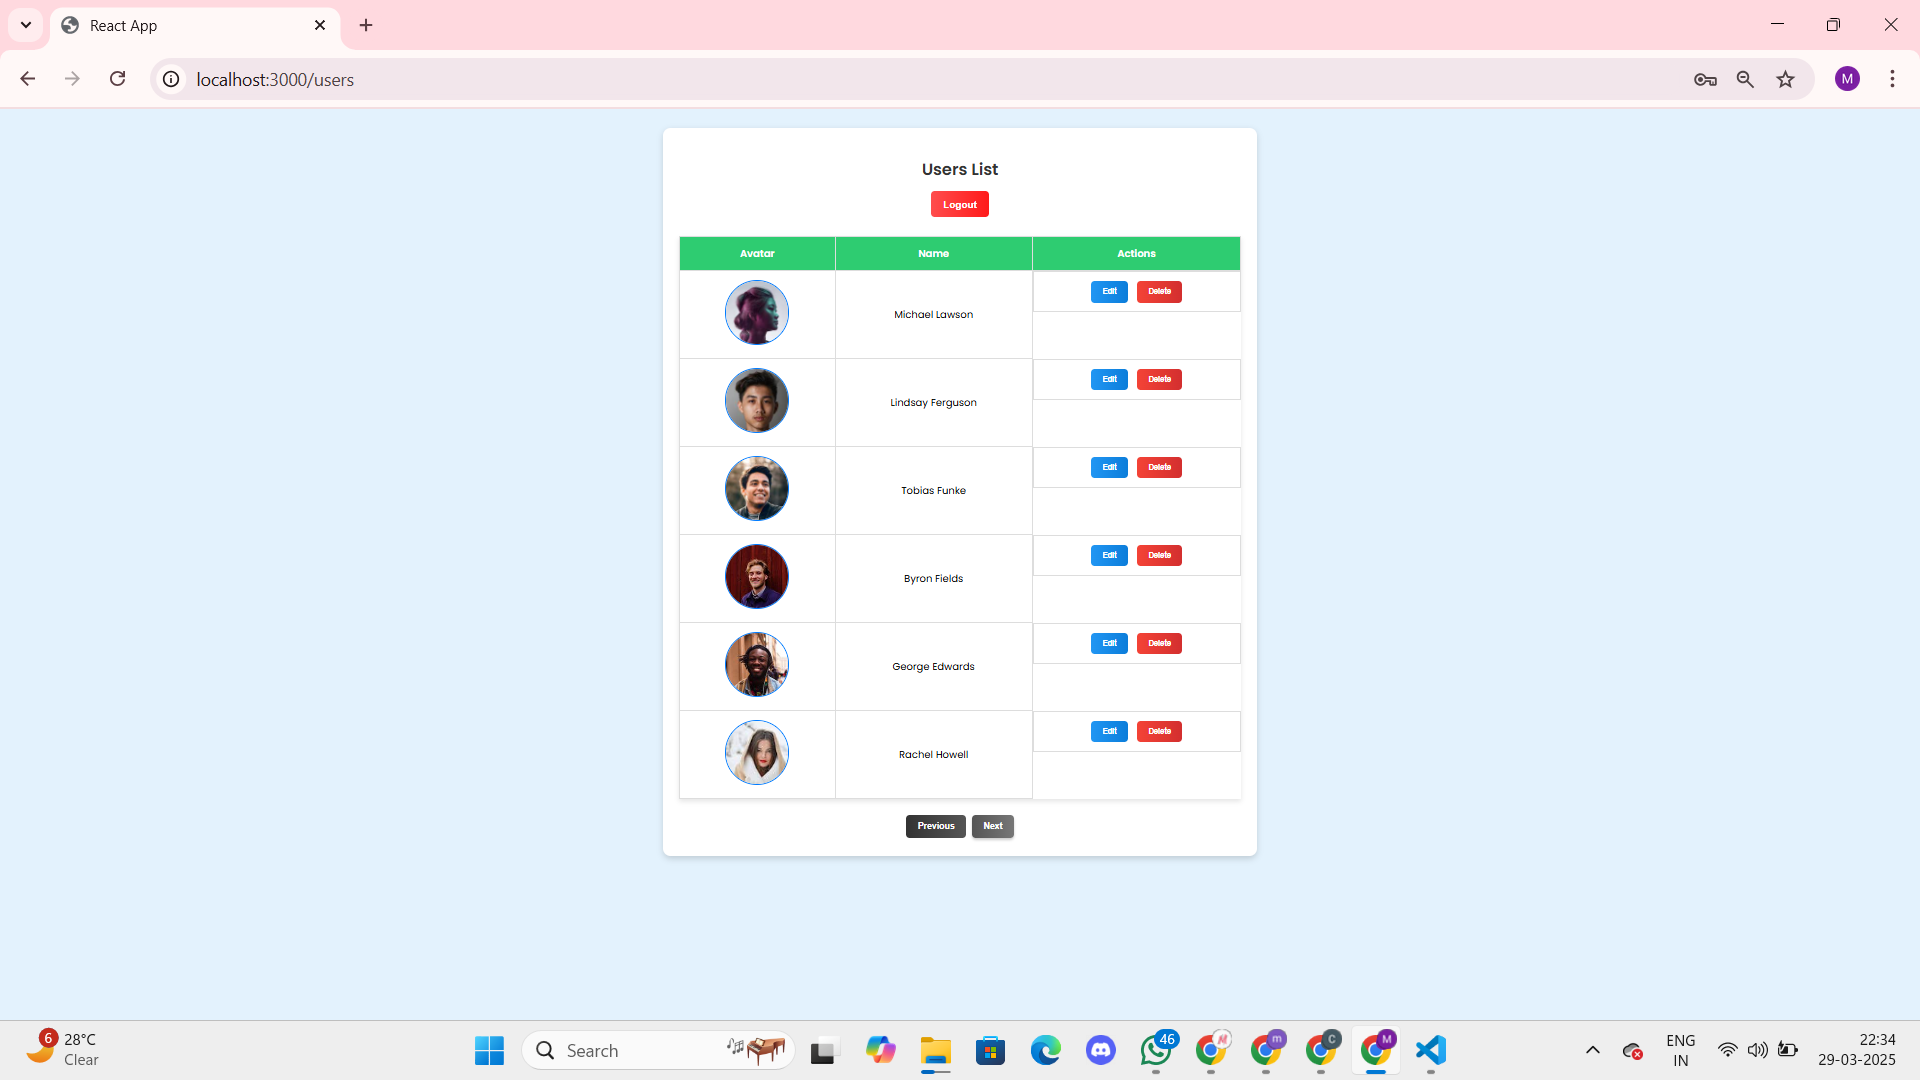 React App
localhost:3000/users
M
Users List
Logout
Avatar Name Actions
Michael Lawson Edit Delete
Lindsay Ferguson Edit Delete
Tobias Funke Edit Delete
Byron Fields Edit Delete
George Edwards Edit Delete
Rachel Howell Edit Delete
Previous Next
6 28°C
Clear
Search
46
m
C
M
ENG
IN
22:34
29-03-2025